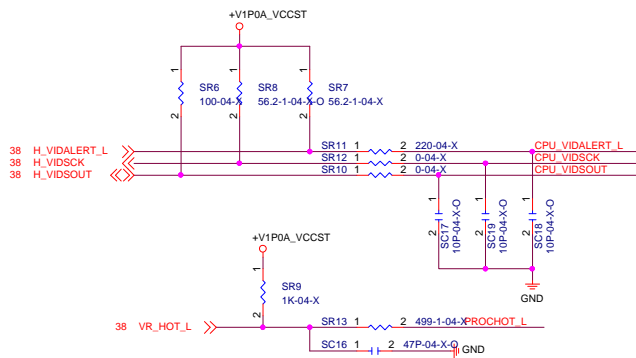 +V1P0A_VCCST
1 1 1
SR6 SR8 SR7
100-04-X 56.2-1-04-X-O 56.2-1-04-X
2 2 2
38 H_VIDALERT_L SR11 1 2 220-04-X CPU_VIDALERT_L
38 H_VIDSCK SR12 1 2 0-04-X CPU_VIDSCK
38 H_VIDSOUT SR10 1 2 0-04-X CPU_VIDSOUT
1 2 SC17 10P-04-X-O
1 2 SC19 10P-04-X-O
1 2 SC18 10P-04-X-O
GND
+V1P0A_VCCST
1
SR9
1K-04-X
2
38 VR_HOT_L SR13 1 2 499-1-04-X PROCHOT_L
SC16 1 2 47P-04-X-O GND